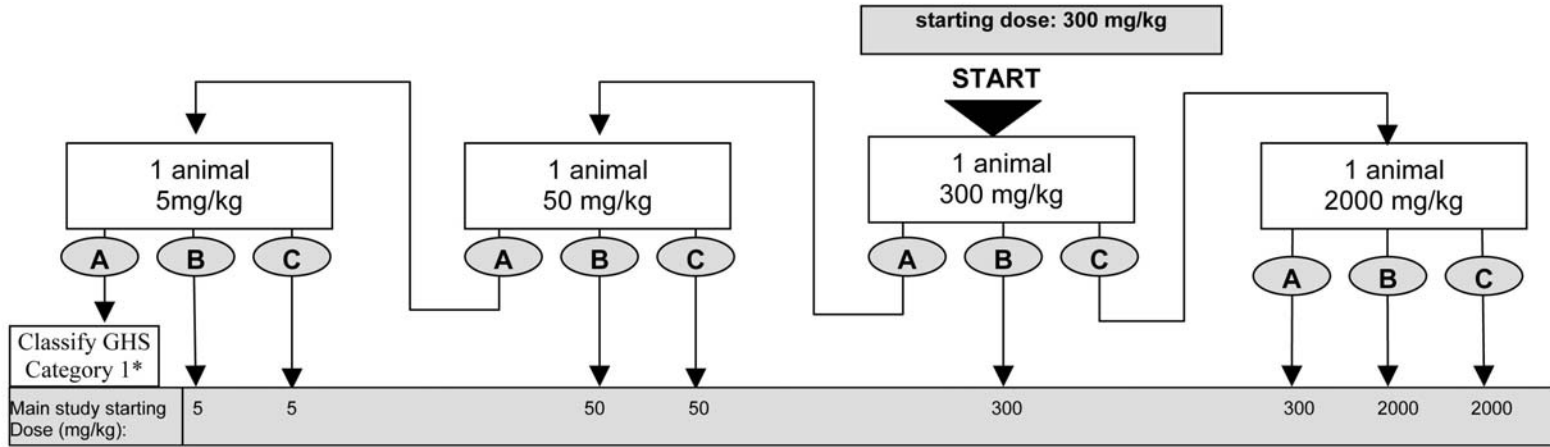 starting dose: 300 mg/kg
START
1 animal
5mg/kg
1 animal
50 mg/kg
1 animal
300 mg/kg
1 animal
2000 mg/kg
A B C A B C A B C A B C
Classify GHS
Category 1*
Main study starting
Dose (mg/kg):
5 5 50 50 300 300 2000 2000